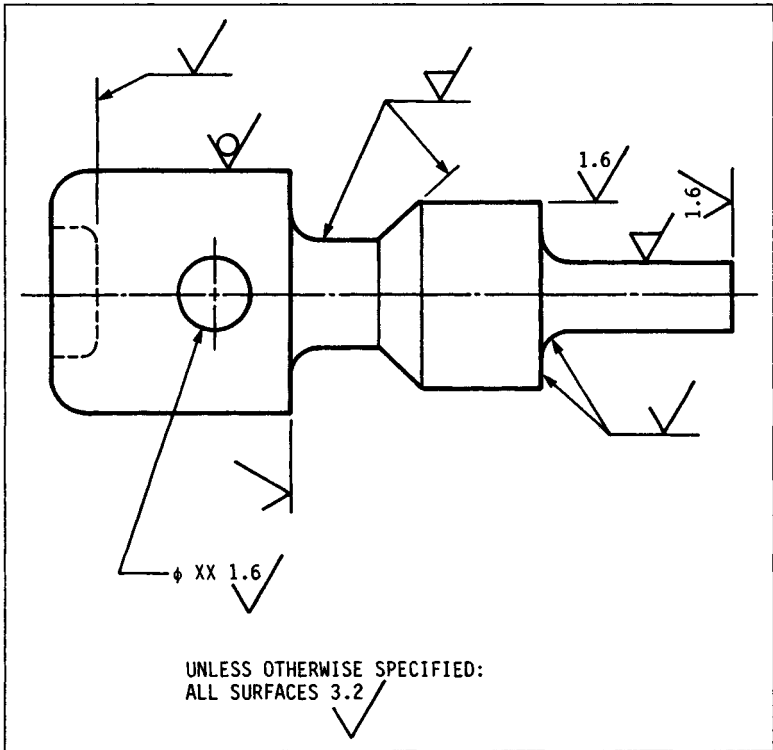 1.6
1.6
ϕ XX 1.6
UNLESS OTHERWISE SPECIFIED:
ALL SURFACES 3.2